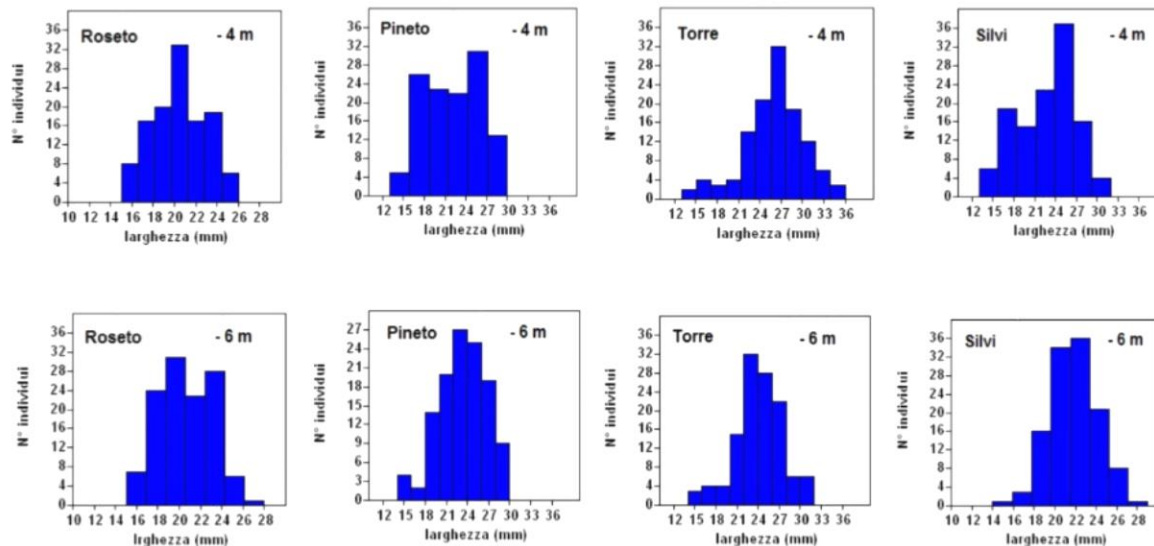 Roseto - 4 m
N° individui
36
32
28
24
20
16
12
8
4
0
10 12 14 16 18 20 22 24 26 28
larghezza (mm)
Pineto - 4 m
N° individui
36
32
28
24
20
16
12
8
4
0
12 15 18 21 24 27 30 33 36
larghezza (mm)
Torre - 4 m
N° individui
36
32
28
24
20
16
12
8
4
0
12 15 18 21 24 27 30 33 36
larghezza (mm)
Silvi - 4 m
N° individui
36
32
28
24
20
16
12
8
4
0
12 15 18 21 24 27 30 33 36
larghezza (mm)
Roseto - 6 m
N° individui
36
32
28
24
20
16
12
8
4
0
10 12 14 16 18 20 22 24 26 28
lrghezza (mm)
Pineto - 6 m
N° individui
27
24
21
18
15
12
9
6
3
0
12 15 18 21 24 27 30 33 36
larghezza (mm)
Torre - 6 m
N° individui
36
32
28
24
20
16
12
8
4
0
12 15 18 21 24 27 30 33 36
larghezza (mm)
Silvi - 6 m
N° individui
36
32
28
24
20
16
12
8
4
0
10 12 14 16 18 20 22 24 26 28
larghezza (mm)